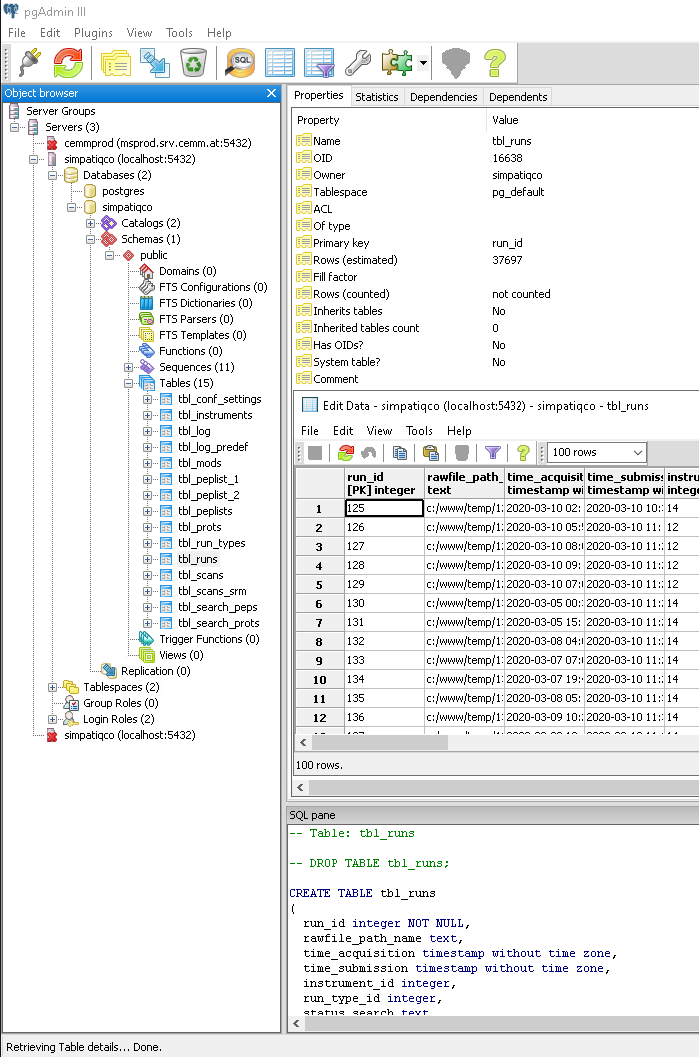 pgAdmin III
File Edit Plugins View Tools Help
Object browser
Server Groups
Servers (3)
cemmprod (msprod.srv.cemm.at:5432)
simpatiqco (localhost:5432)
Databases (2)
postgres
simpatiqco
Catalogs (2)
Schemas (1)
public
Domains (0)
FTS Configurations (0)
FTS Dictionaries (0)
FTS Parsers (0)
FTS Templates (0)
Functions (0)
Sequences (11)
Tables (15)
tbl_conf_settings
tbl_instruments
tbl_log
tbl_log_predef
tbl_mods
tbl_peplist_1
tbl_peplist_2
tbl_peplists
tbl_prots
tbl_run_types
tbl_runs
tbl_scans
tbl_scans_srm
tbl_search_peps
tbl_search_prots
Trigger Functions (0)
Views (0)
Replication (0)
Tablespaces (2)
Group Roles (0)
Login Roles (2)
simpatiqco (localhost:5432)
Properties Statistics Dependencies Dependents
Property Value
Name tbl_runs
OID 16638
Owner simpatiqco
Tablespace pg_default
ACL
Of type
Primary key run_id
Rows (estimated) 37697
Fill factor
Rows (counted) not counted
Inherits tables No
Inherited tables count 0
Has OIDs? No
System table? No
Comment
Edit Data - simpatiqco (localhost:5432) - simpatiqco - tbl_runs
File Edit View Tools Help
100 rows
run_id rawfile_path_ time_acquisit time_submiss instru
[PK] integer text timestamp wi timestamp wi intege
1 125 c:/www/temp/1 2020-03-10 02: 2020-03-10 10: 14
2 126 c:/www/temp/1 2020-03-10 05: 2020-03-10 11: 12
3 127 c:/www/temp/1 2020-03-10 08: 2020-03-10 11: 12
4 128 c:/www/temp/1 2020-03-10 09: 2020-03-10 11: 12
5 129 c:/www/temp/1 2020-03-10 07: 2020-03-10 11: 12
6 130 c:/www/temp/1 2020-03-05 00: 2020-03-10 11: 14
7 131 c:/www/temp/1 2020-03-05 15: 2020-03-10 11: 14
8 132 c:/www/temp/1 2020-03-08 04: 2020-03-10 11: 14
9 133 c:/www/temp/1 2020-03-07 07: 2020-03-10 11: 14
10 134 c:/www/temp/1 2020-03-07 19: 2020-03-10 11: 14
11 135 c:/www/temp/1 2020-03-08 05: 2020-03-10 11: 14
12 136 c:/www/temp/1 2020-03-09 10: 2020-03-10 11: 14
100 rows.
SQL pane
-- Table: tbl_runs
-- DROP TABLE tbl_runs;
CREATE TABLE tbl_runs
(
run_id integer NOT NULL,
rawfile_path_name text,
time_acquisition timestamp without time zone,
time_submission timestamp without time zone,
instrument_id integer,
run_type_id integer,
status_search text
Retrieving Table details... Done.